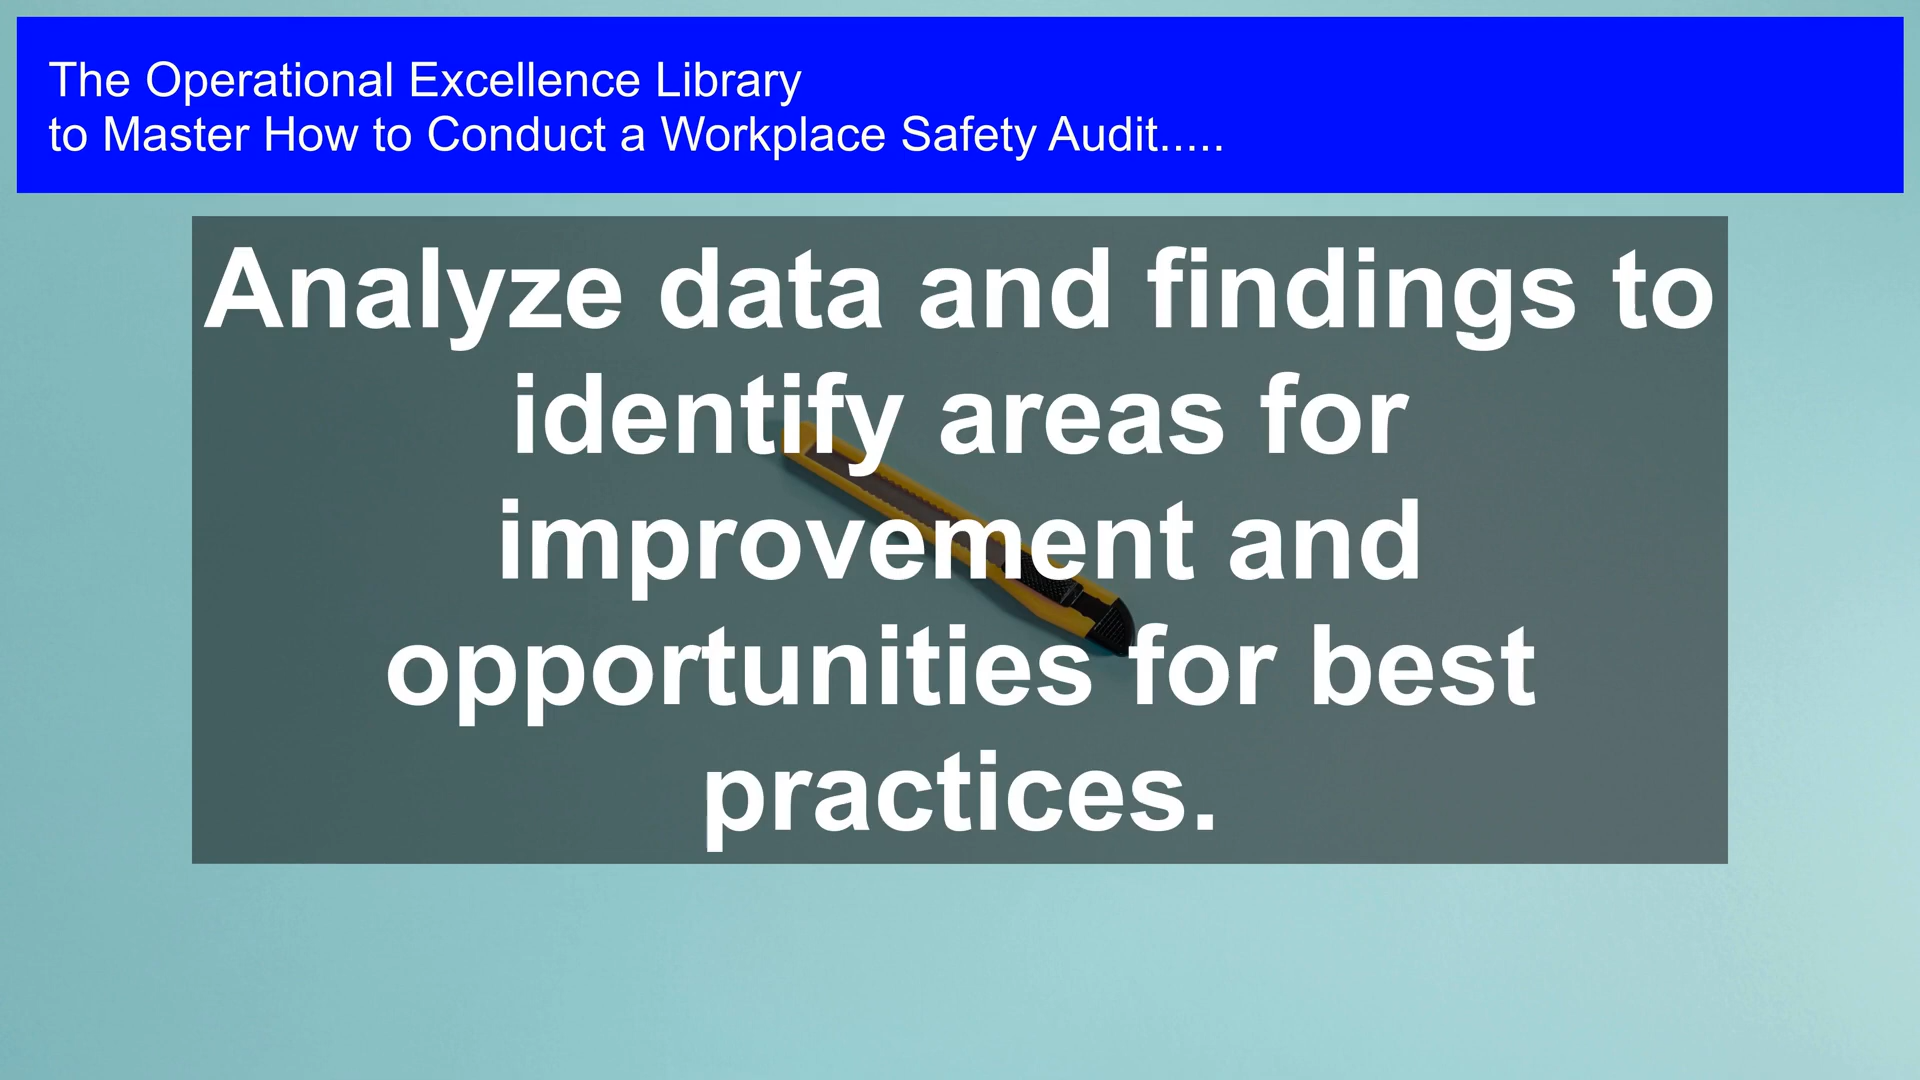 The Operational Excellence Library
to Master How to Conduct a Workplace Safety Audit.....
Analyze data and findings to
identify areas for
improvement and
opportunities for best
practices.